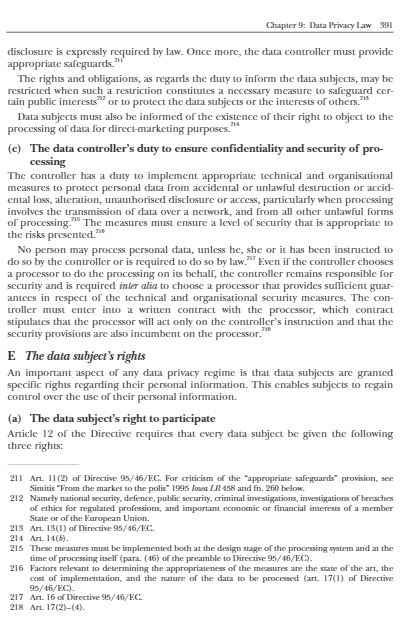 Chapter 9: Data Privacy Law 391
disclosure is expressly required by law. Once more, the data controller must provide
appropriate safeguards.211
The rights and obligations, as regards the duty to inform the data subjects, may be
restricted when such a restriction constitutes a necessary measure to safeguard cer-
tain public interests212 or to protect the data subjects or the interests of others.213
Data subjects must also be informed of the existence of their right to object to the
processing of data for direct-marketing purposes.214
(c) The data controller's duty to ensure confidentiality and security of pro-
cessing
The controller has a duty to implement appropriate technical and organisational
measures to protect personal data from accidental or unlawful destruction or accid-
ental loss, alteration, unauthorised disclosure or access, particularly when processing
involves the transmission of data over a network, and from all other unlawful forms
of processing.215 The measures must ensure a level of security that is appropriate to
the risks presented.216
No person may process personal data, unless he, she or it has been instructed to
do so by the controller or is required to do so by law.217 Even if the controller chooses
a processor to do the processing on its behalf, the controller remains responsible for
security and is required inter alia to choose a processor that provides sufficient guar-
antees in respect of the technical and organisational security measures. The con-
troller must enter into a written contract with the processor, which contract
stipulates that the processor will act only on the controller's instruction and that the
security provisions are also incumbent on the processor.218
E The data subject's rights
An important aspect of any data privacy regime is that data subjects are granted
specific rights regarding their personal information. This enables subjects to regain
control over the use of their personal information.
(a) The data subject's right to participate
Article 12 of the Directive requires that every data subject be given the following
three rights:
211 Art. 11(2) of Directive 95/46/EC. For criticism of the "appropriate safeguards" provision, see
Simitis "From the market to the polis" 1995 Iowa LR 458 and fn. 260 below.
212 Namely national security, defence, public security, criminal investigations, investigations of breaches
of ethics for regulated professions, and important economic or financial interests of a member
State or of the European Union.
213 Art. 13(1) of Directive 95/46/EC.
214 Art. 14(b).
215 These measures must be implemented both at the design stage of the processing system and at the
time of processing itself (para. (46) of the preamble to Directive 95/46/EC).
216 Factors relevant to determining the appropriateness of the measures are the state of the art, the
cost of implementation, and the nature of the data to be processed (art. 17(1) of Directive
95/46/EC).
217 Art. 16 of Directive 95/46/EC.
218 Art. 17(2)–(4).